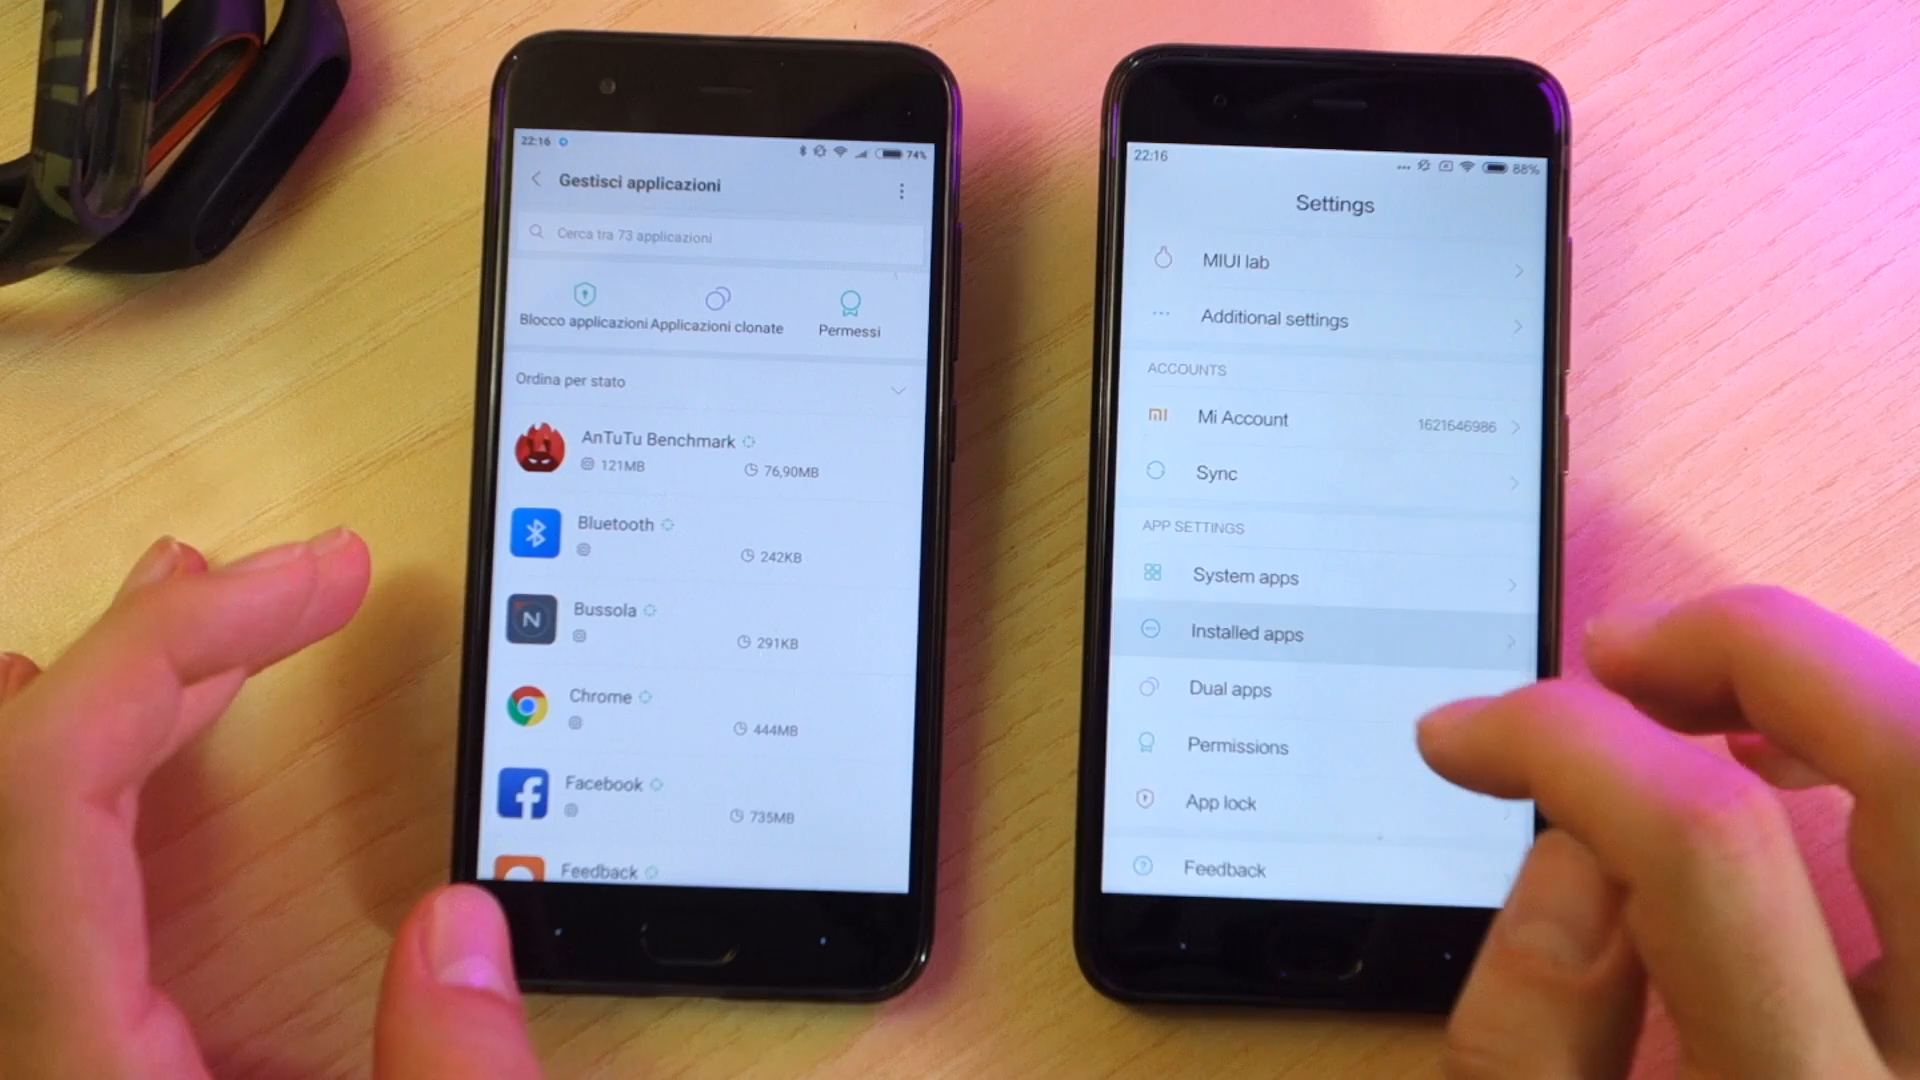 22:16
74%
Gestisci applicazioni
Cerca tra 73 applicazioni
Blocco applicazioni
Applicazioni clonate
Permessi
Ordina per stato
AnTuTu Benchmark
121MB
76,90MB
Bluetooth
242KB
N
Bussola
291KB
Chrome
444MB
f
Facebook
735MB
Feedback
22:16
88%
Settings
MIUI lab
Additional settings
ACCOUNTS
mi
Mi Account
1621646986
Sync
APP SETTINGS
System apps
Installed apps
Dual apps
Permissions
App lock
Feedback